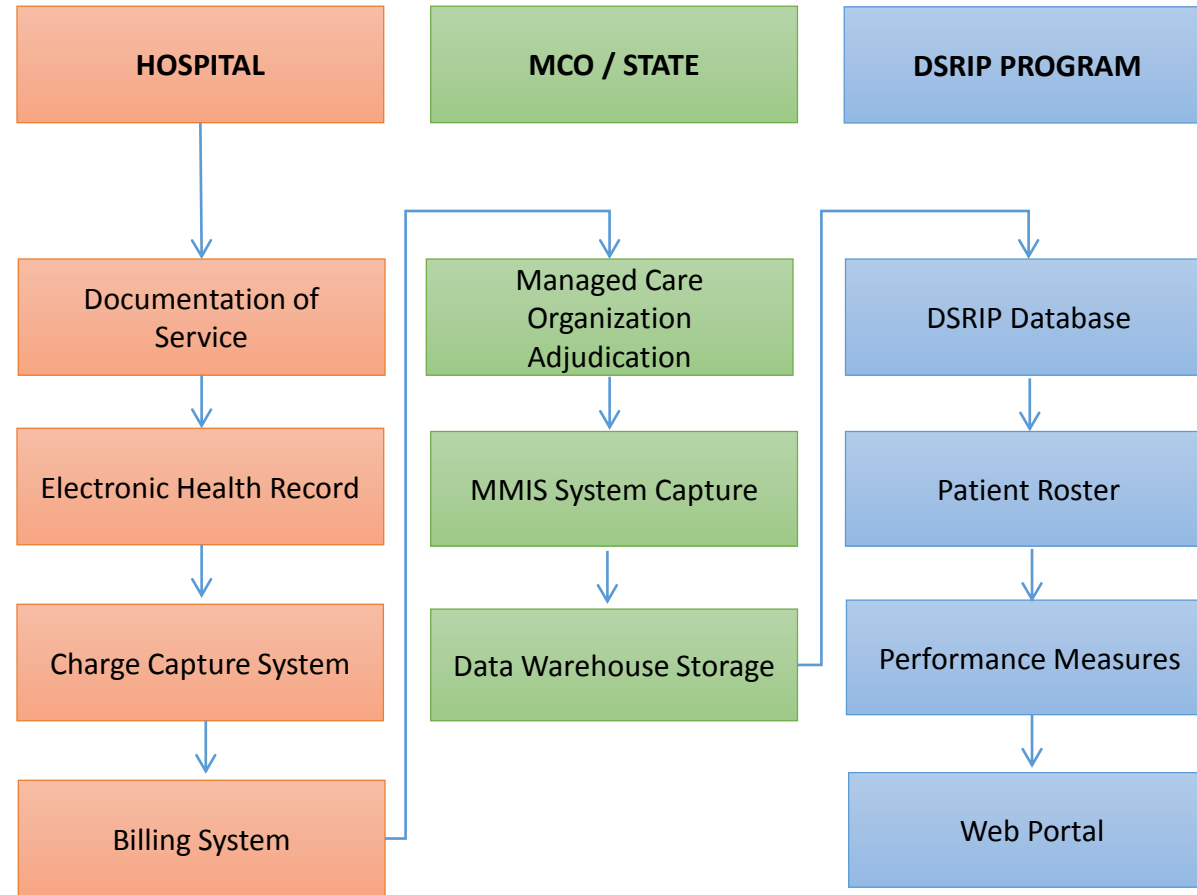 HOSPITAL
MCO / STATE
DSRIP PROGRAM
Documentation of
Service
Electronic Health Record
Charge Capture System
Billing System
Managed Care
Organization
Adjudication
MMIS System Capture
Data Warehouse Storage
DSRIP Database
Patient Roster
Performance Measures
Web Portal